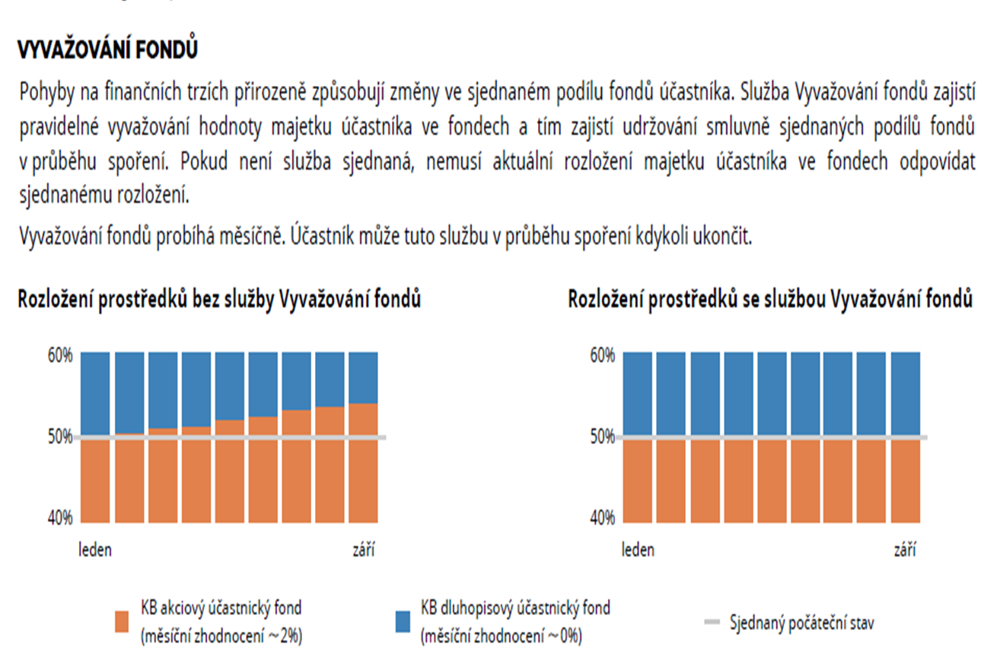 VYVAŽOVÁNÍ FONDŮ
Pohyby na finančních trzích přirozeně způsobují změny ve sjednaném podílu fondů účastníka. Služba Vyvažování fondů zajistí
pravidelné vyvažování hodnoty majetku účastníka ve fondech a tím zajistí udržování smluvně sjednaných podílů fondů
v průběhu spoření. Pokud není služba sjednaná, nemusí aktuální rozložení majetku účastníka ve fondech odpovídat
sjednanému rozložení.
Vyvažování fondů probíhá měsíčně. Účastník může tuto službu v průběhu spoření kdykoli ukončit.
Rozložení prostředků bez služby Vyvažování fondů
60%
50%
40%
leden
září
Rozložení prostředků se službou Vyvažování fondů
60%
50%
40%
leden
září
KB akciový účastnický fond
(měsíční zhodnocení ~2%)
KB dluhopisový účastnický fond
(měsíční zhodnocení ~0%)
Sjednaný počáteční stav